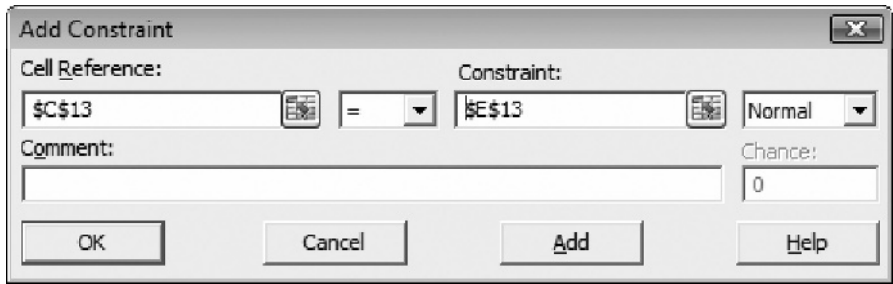 Add Constraint
Cell Reference:
Constraint:
$C$13
=
$E$13
Normal
Comment:
Chance:
0
OK
Cancel
Add
Help